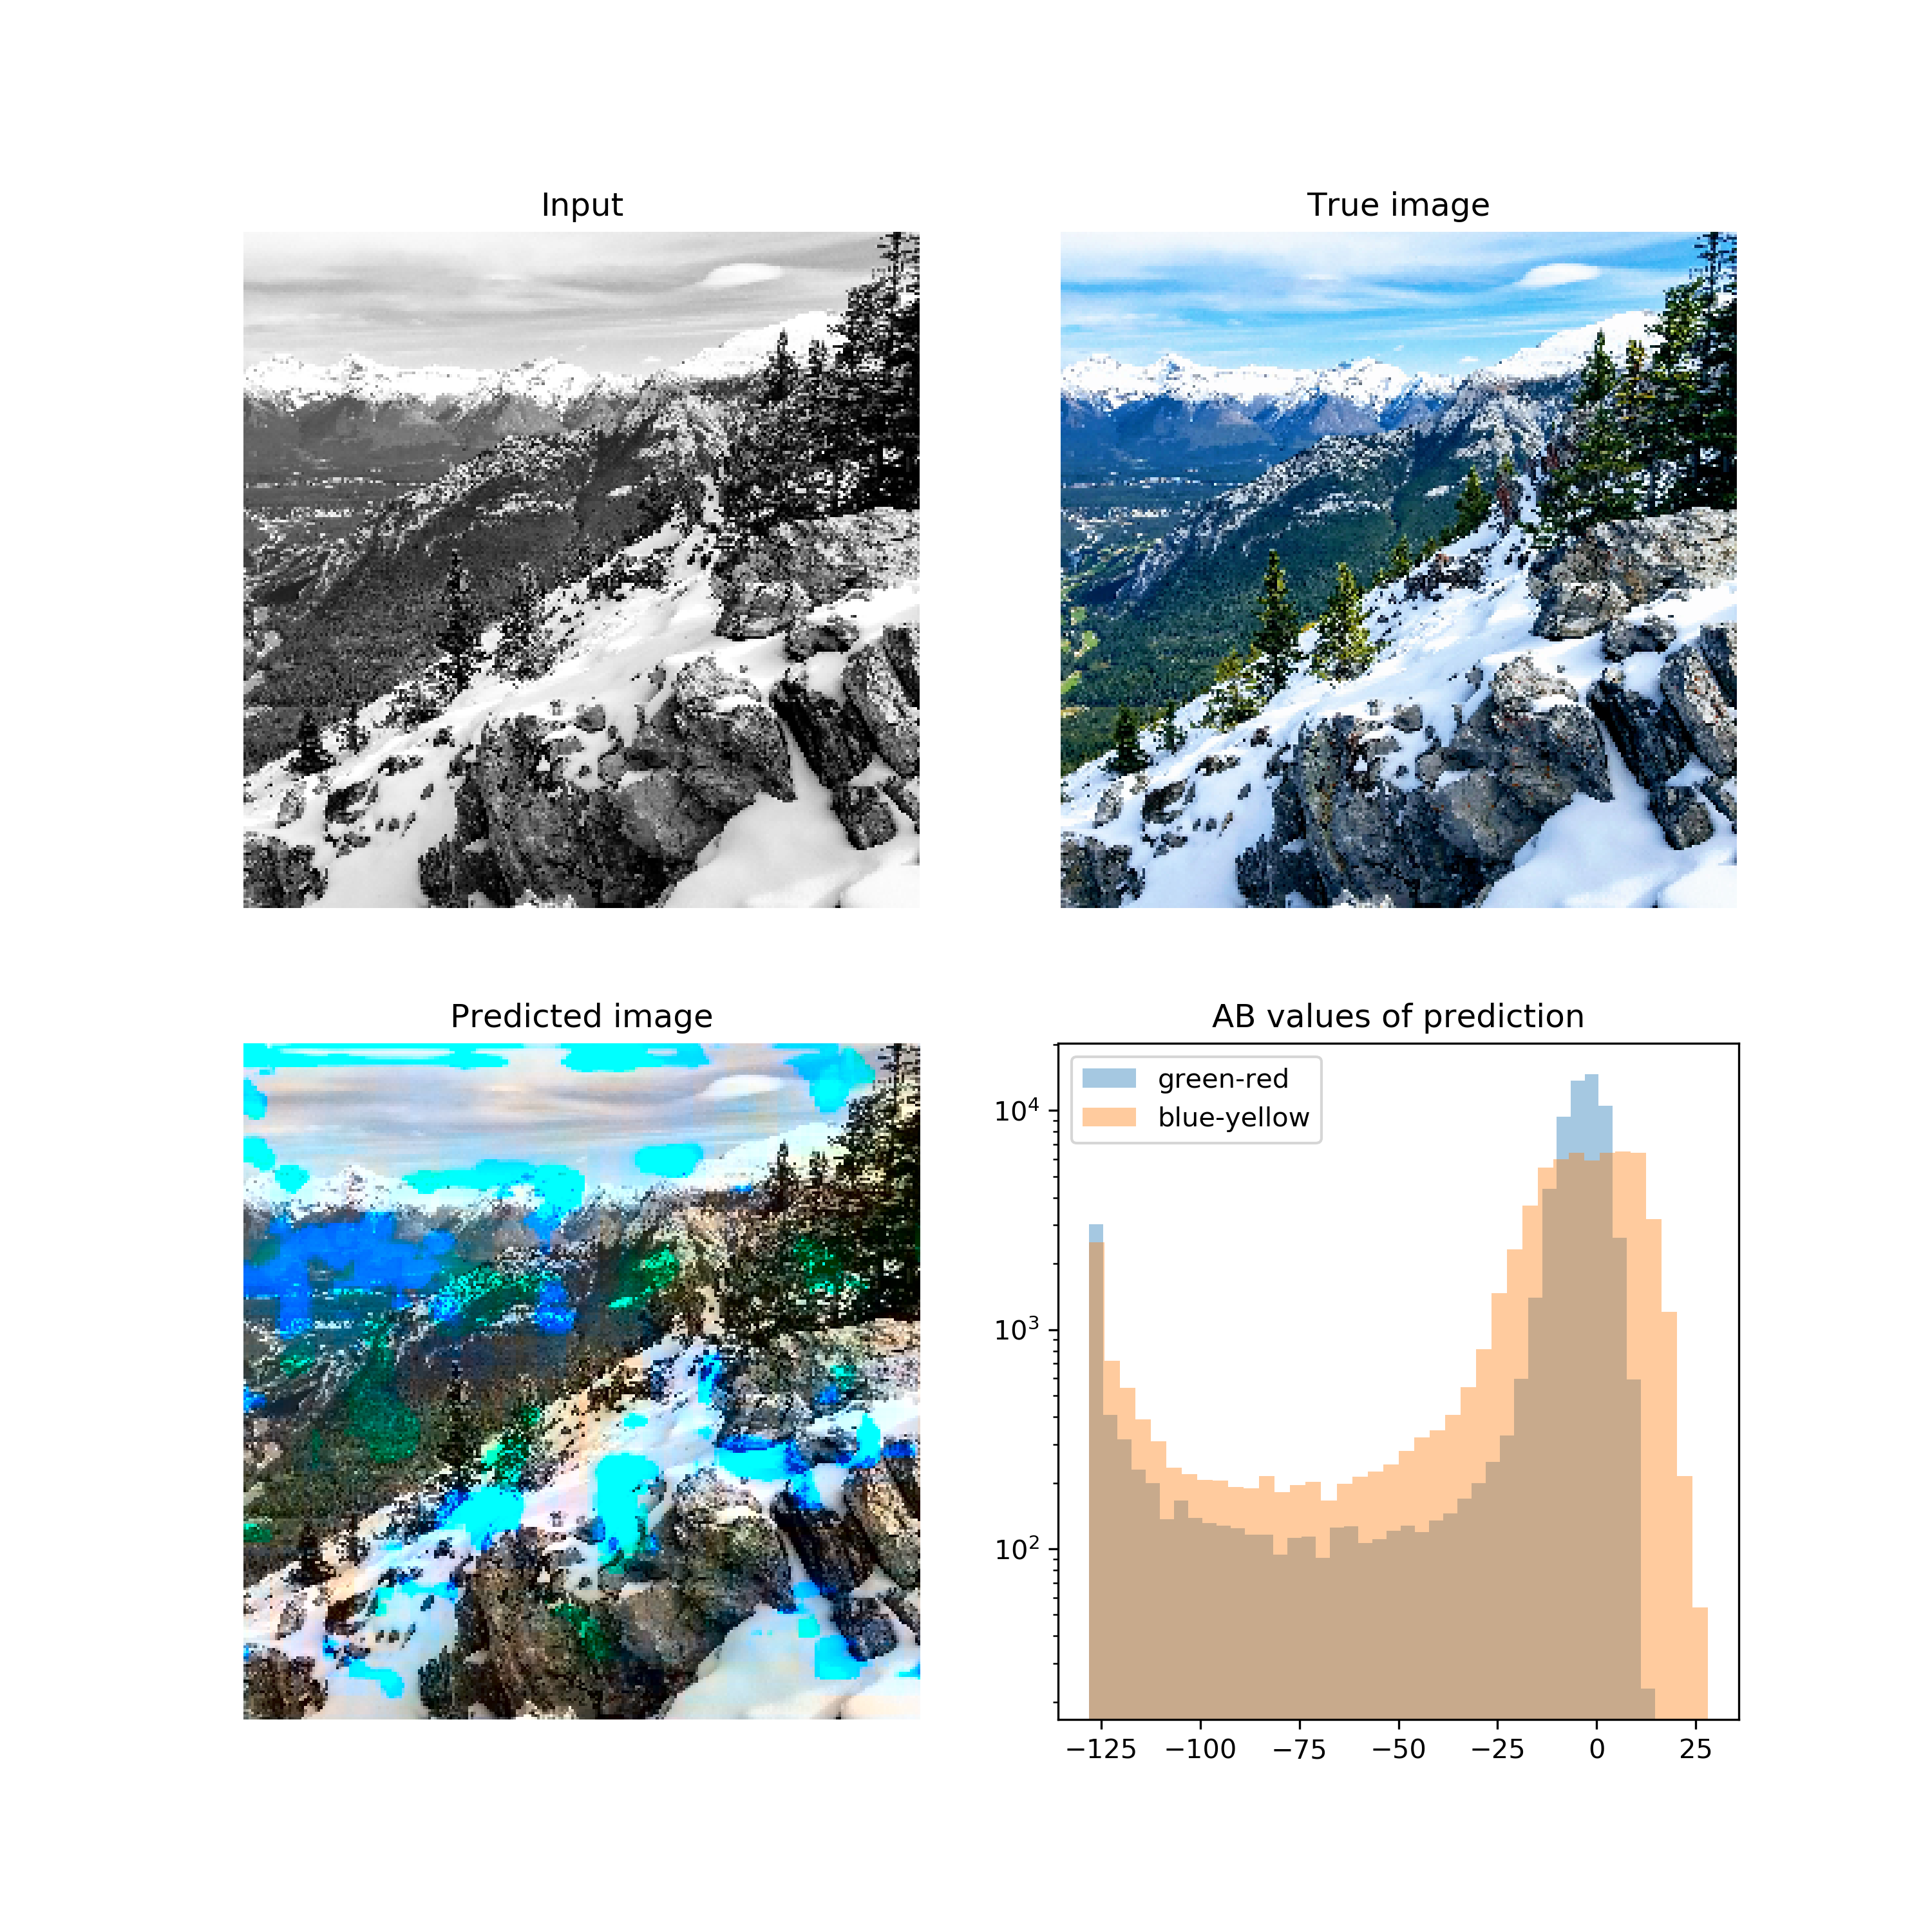 Input
True image
Predicted image
AB values of prediction
green-red
blue-yellow
10⁴
10³
10²
−125 −100 −75 −50 −25 0 25